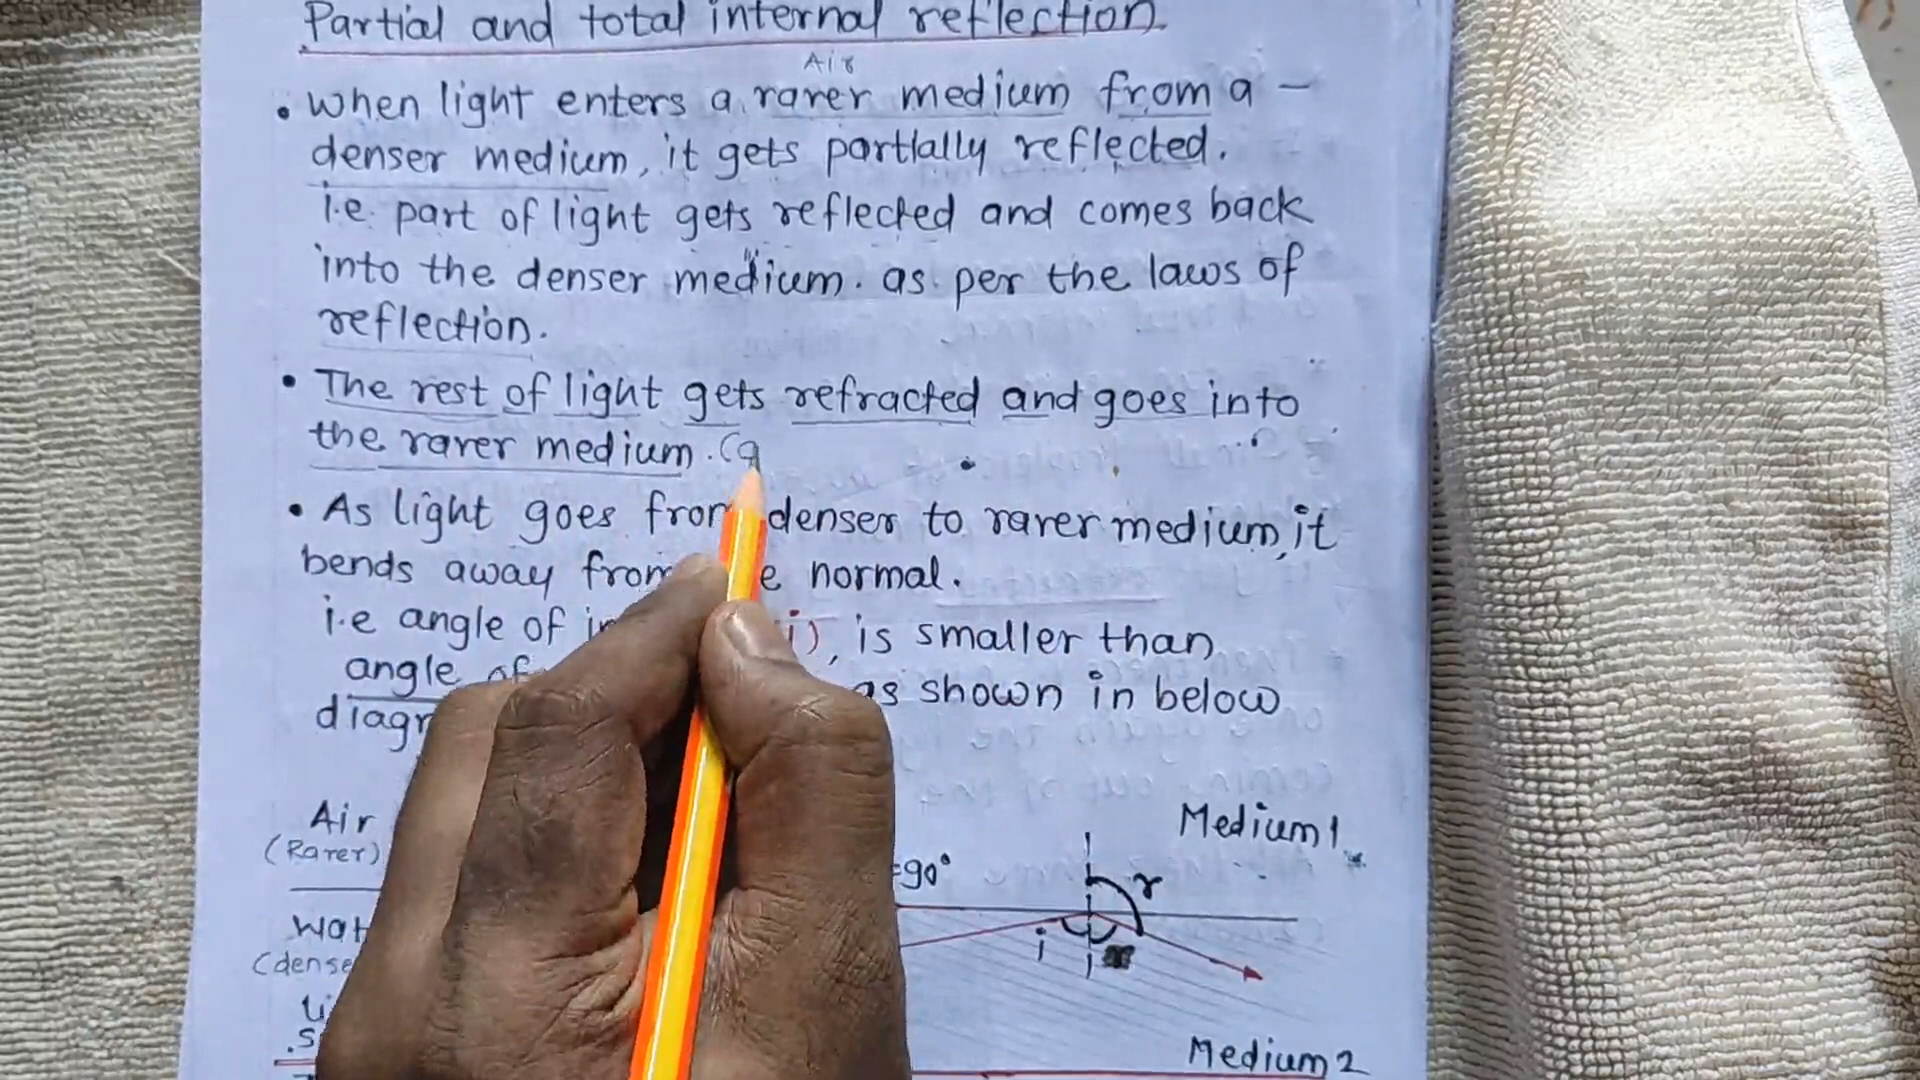 Partial and total internal reflection.
Air
• When light enters a rarer medium from a -
denser medium, it gets partially reflected.
i.e. part of light gets reflected and comes back
into the denser medium. as per the laws of
reflection.
• The rest of light gets refracted and goes into
the rarer medium. (a
• As light goes from denser to rarer medium, it
bends away from normal.
i.e angle of i), is smaller than
angle of
as shown in below
Air
(Rarer)
Medium 1
=90°
r
i
Medium 2